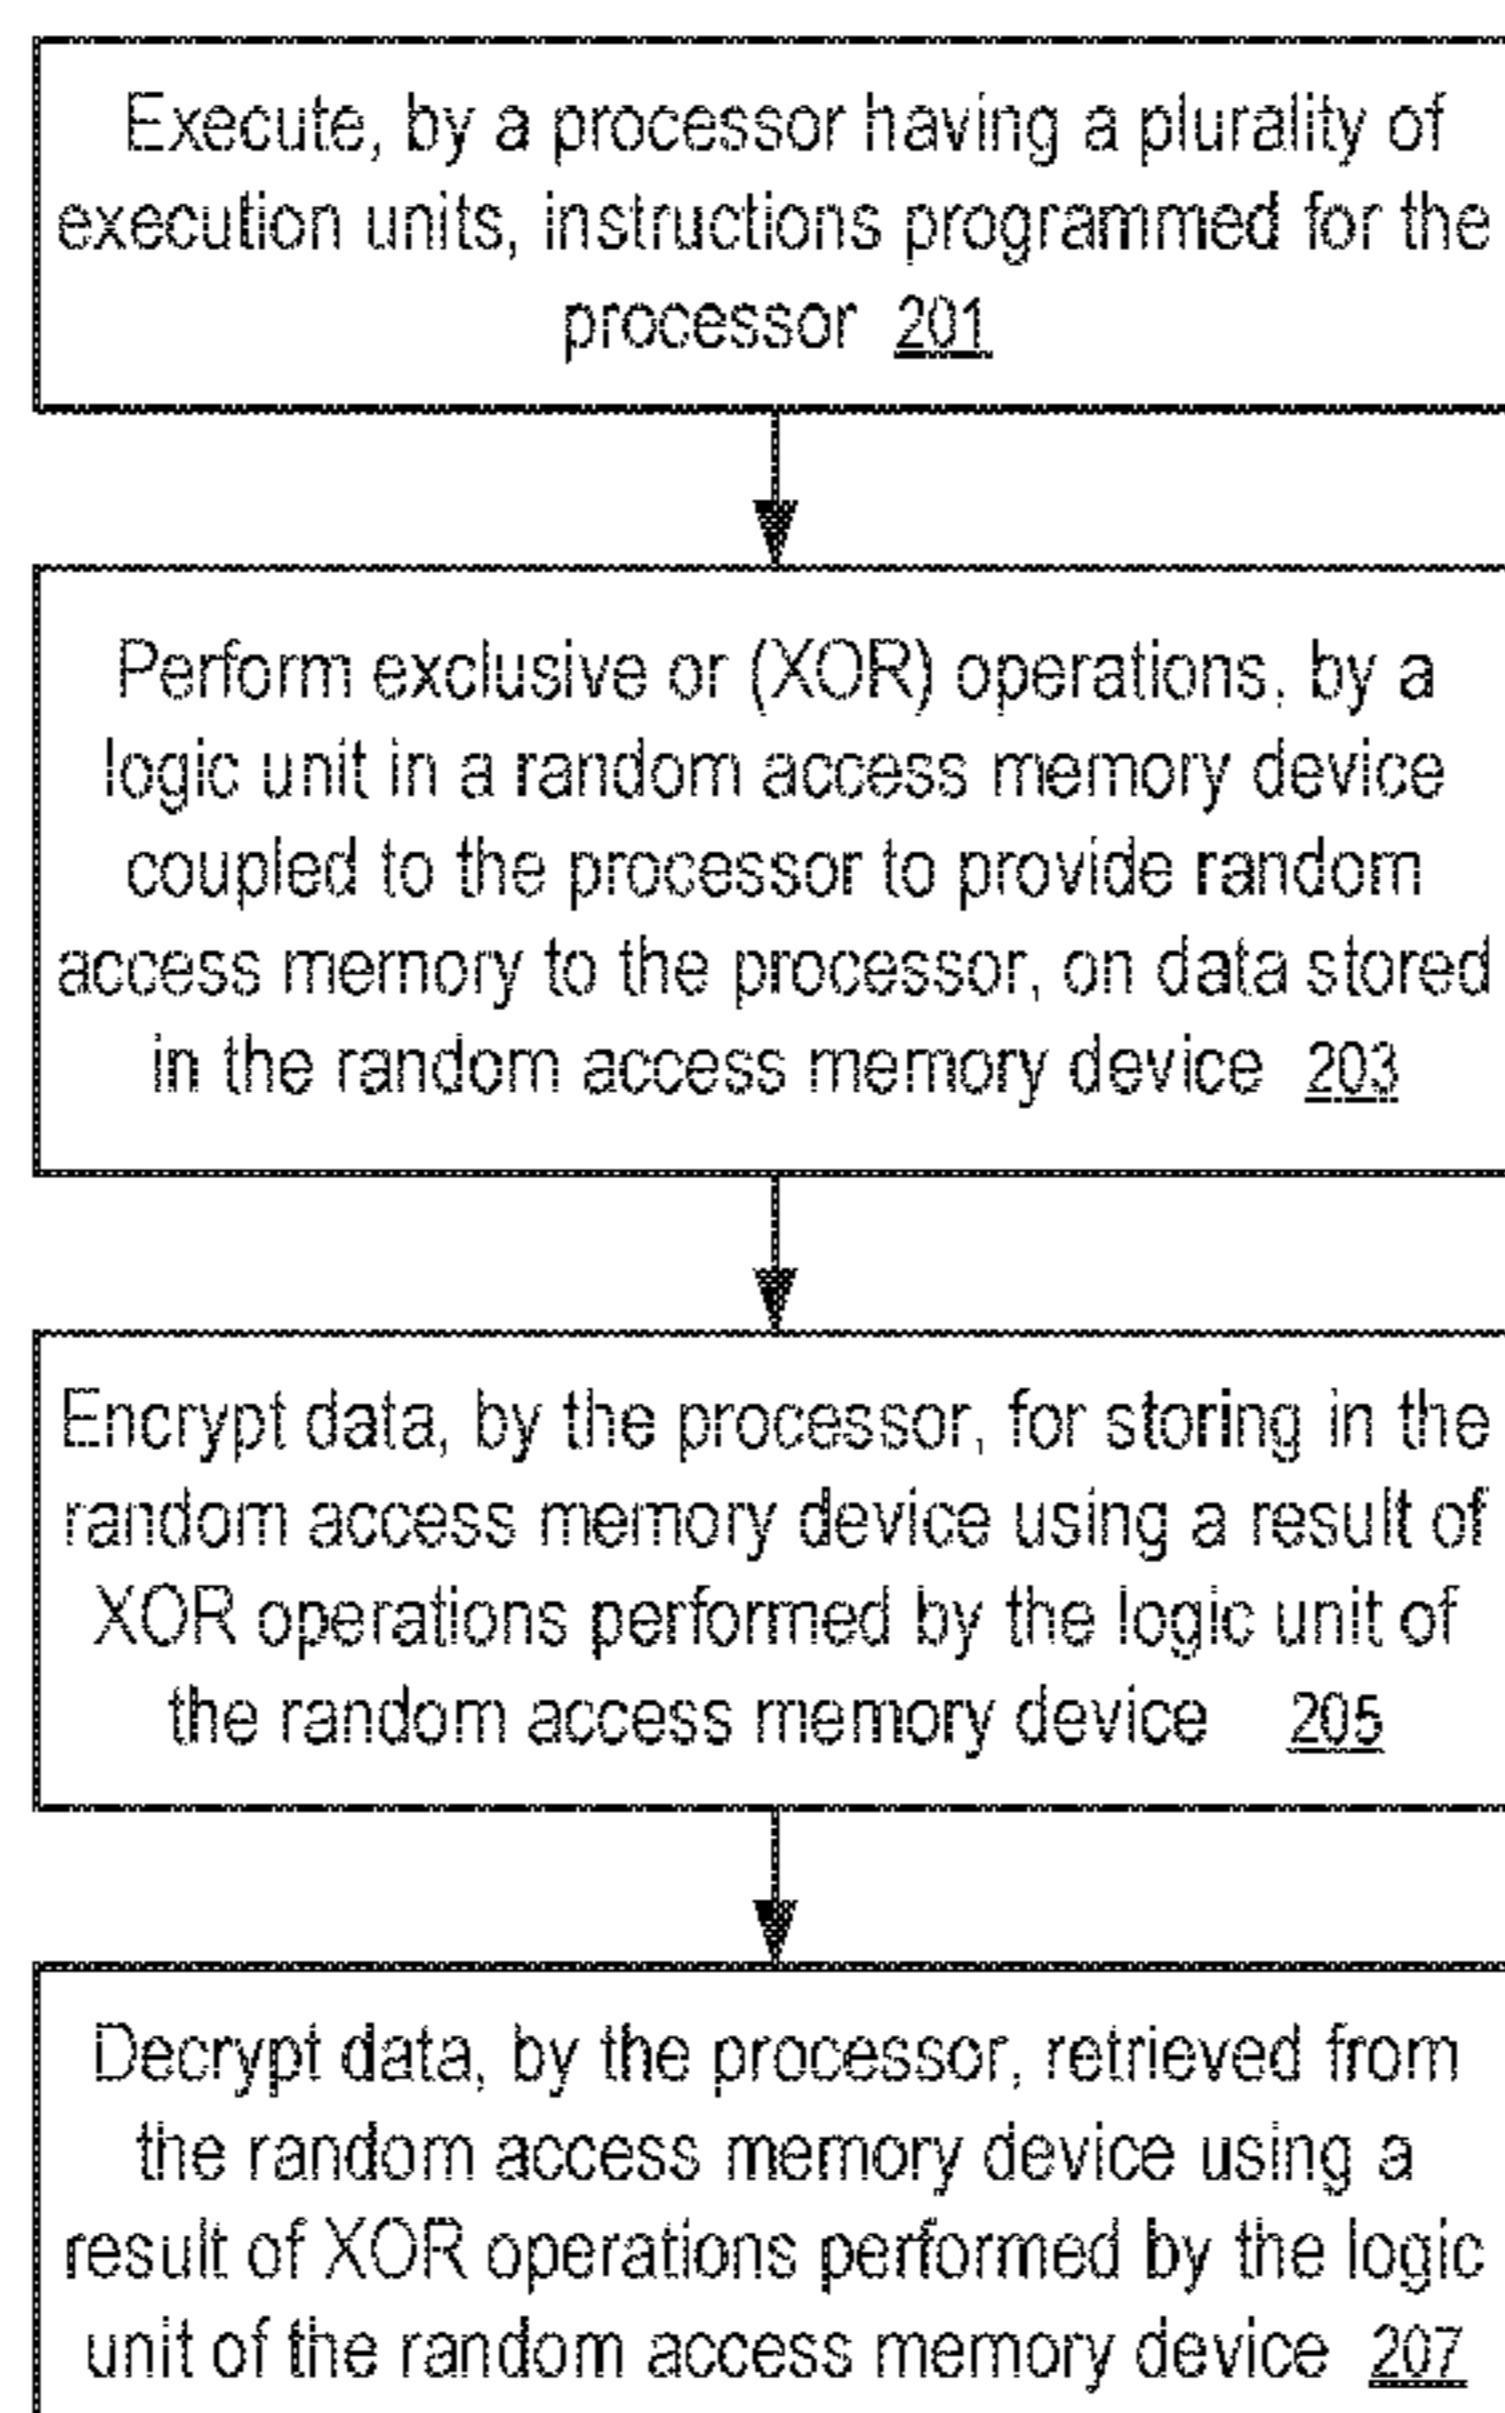 Execute, by a processor having a plurality of
execution units, instructions programmed for the
processor 201
Perform exclusive or (XOR) operations, by a
logic unit in a random access memory device
coupled to the processor to provide random
access memory to the processor, on data stored
in the random access memory device 203
Encrypt data, by the processor, for storing in the
random access memory device using a result of
XOR operations performed by the logic unit of
the random access memory device 205
Decrypt data, by the processor, retrieved from
the random access memory device using a
result of XOR operations performed by the logic
unit of the random access memory device 207